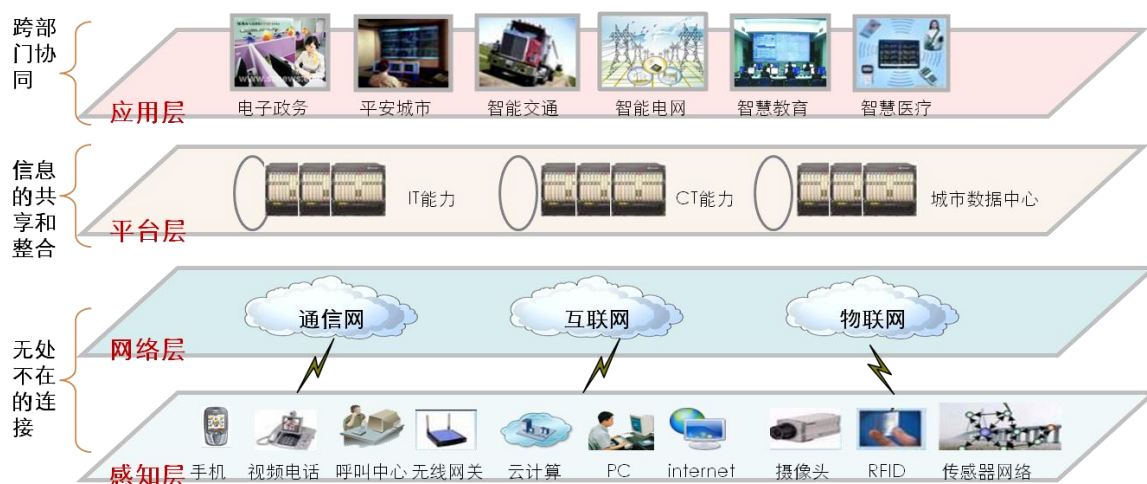 跨部
门协
同
电子政务
平安城市
智能交通
智能电网
智慧教育
智慧医疗
应用层
信息
的共
享和
整合
IT能力
CT能力
城市数据中心
平台层
通信网
互联网
物联网
网络层
无处
不在
的连
接
手机
视频电话
呼叫中心
无线网关
云计算
PC
internet
摄像头
RFID
传感器网络
感知层